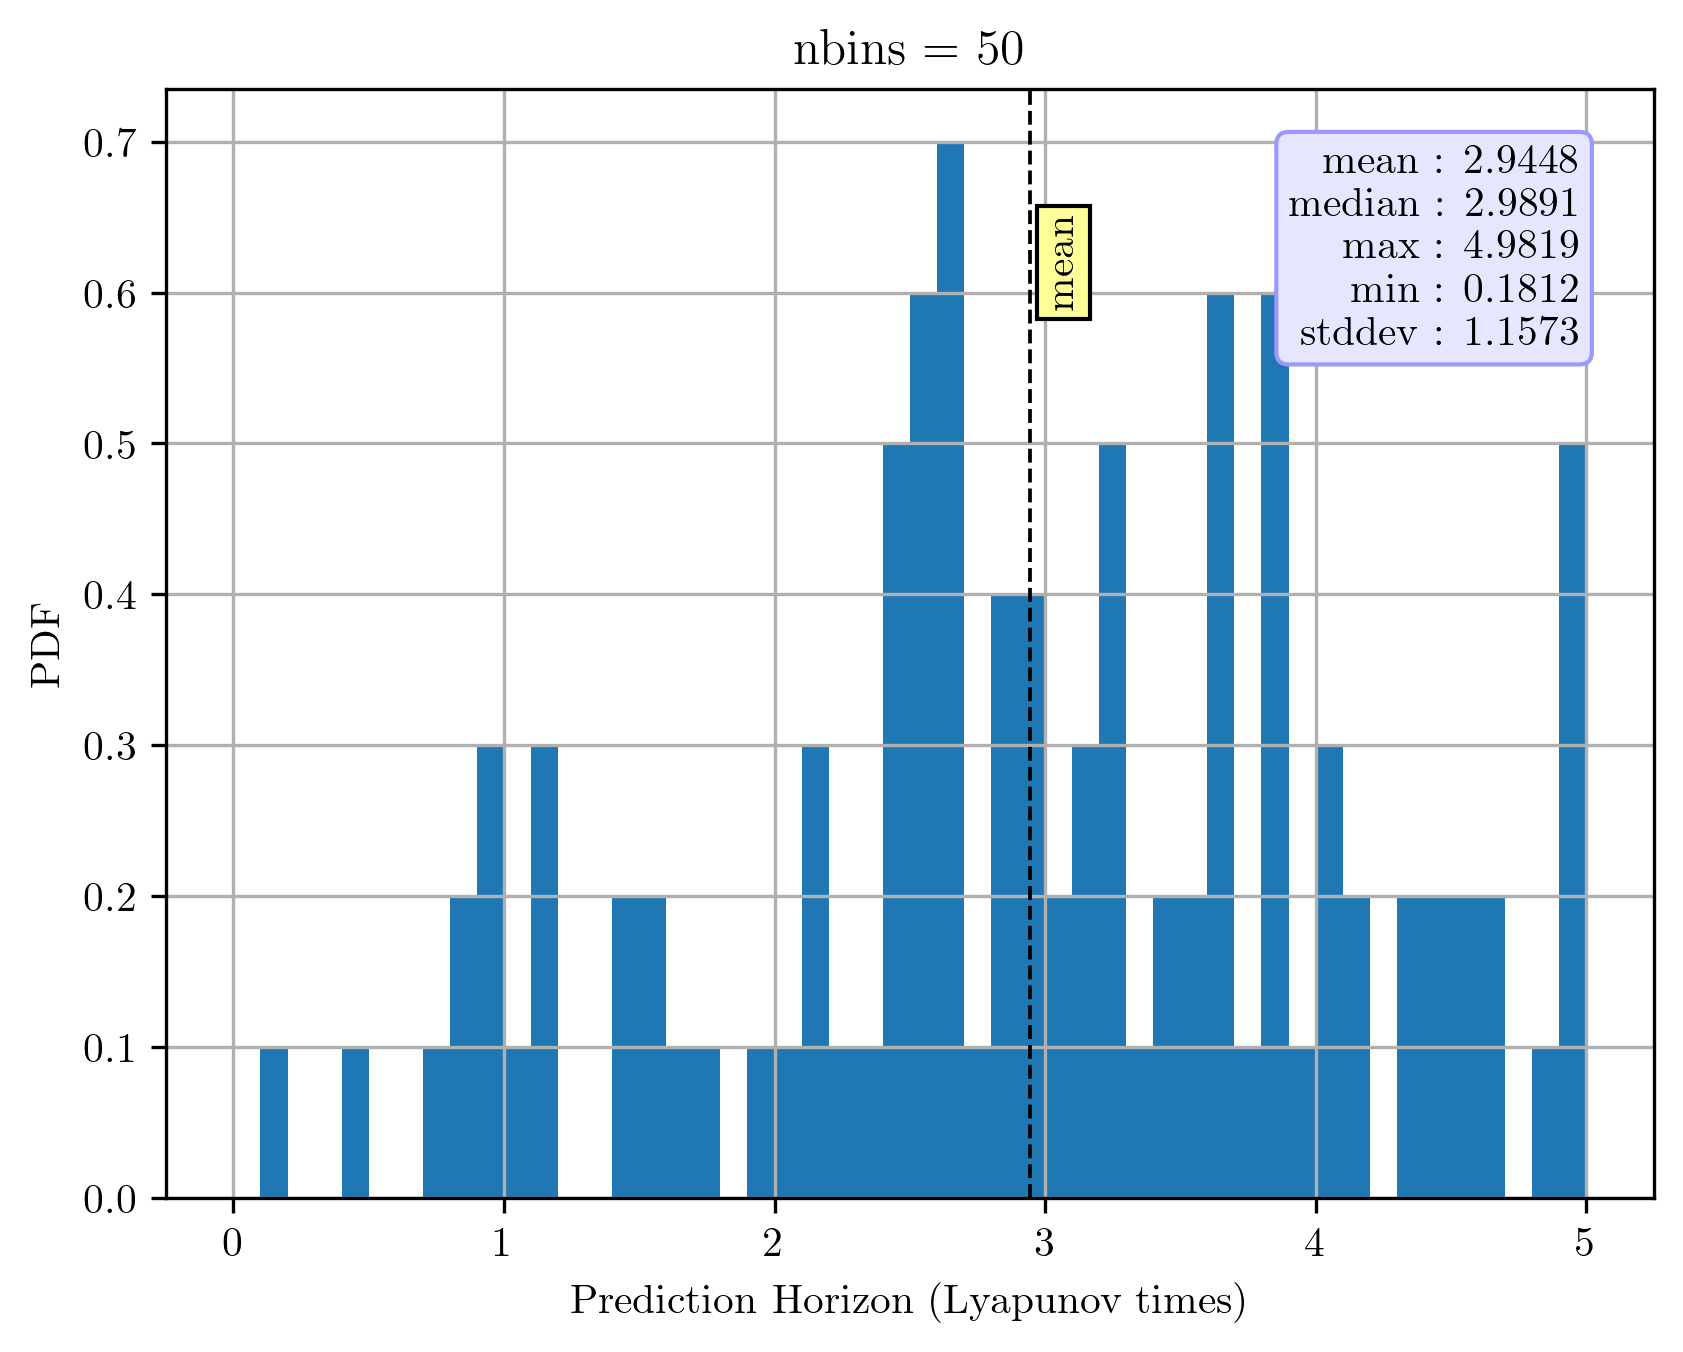 nbins = 50
0.7
0.6
0.5
0.4
0.3
0.2
0.1
0.0
PDF
mean
mean : 2.9448
median : 2.9891
max : 4.9819
min : 0.1812
stddev : 1.1573
0 1 2 3 4 5
Prediction Horizon (Lyapunov times)